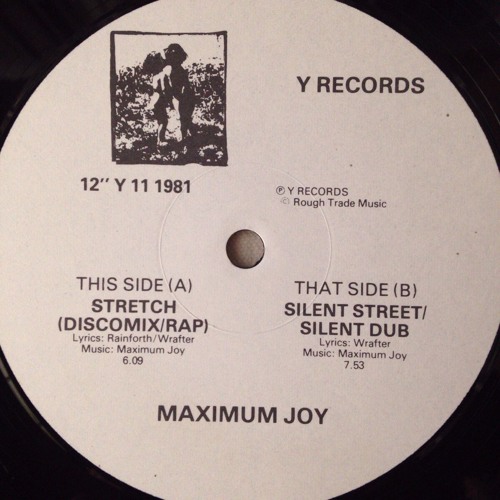 Y RECORDS
12" Y 11 1981
℗ Y RECORDS
© Rough Trade Music
THIS SIDE (A)
STRETCH
(DISCOMIX/RAP)
Lyrics: Rainforth/Wrafter
Music: Maximum Joy
6.09
THAT SIDE (B)
SILENT STREET/
SILENT DUB
Lyrics: Wrafter
Music: Maximum Joy
7.53
MAXIMUM JOY